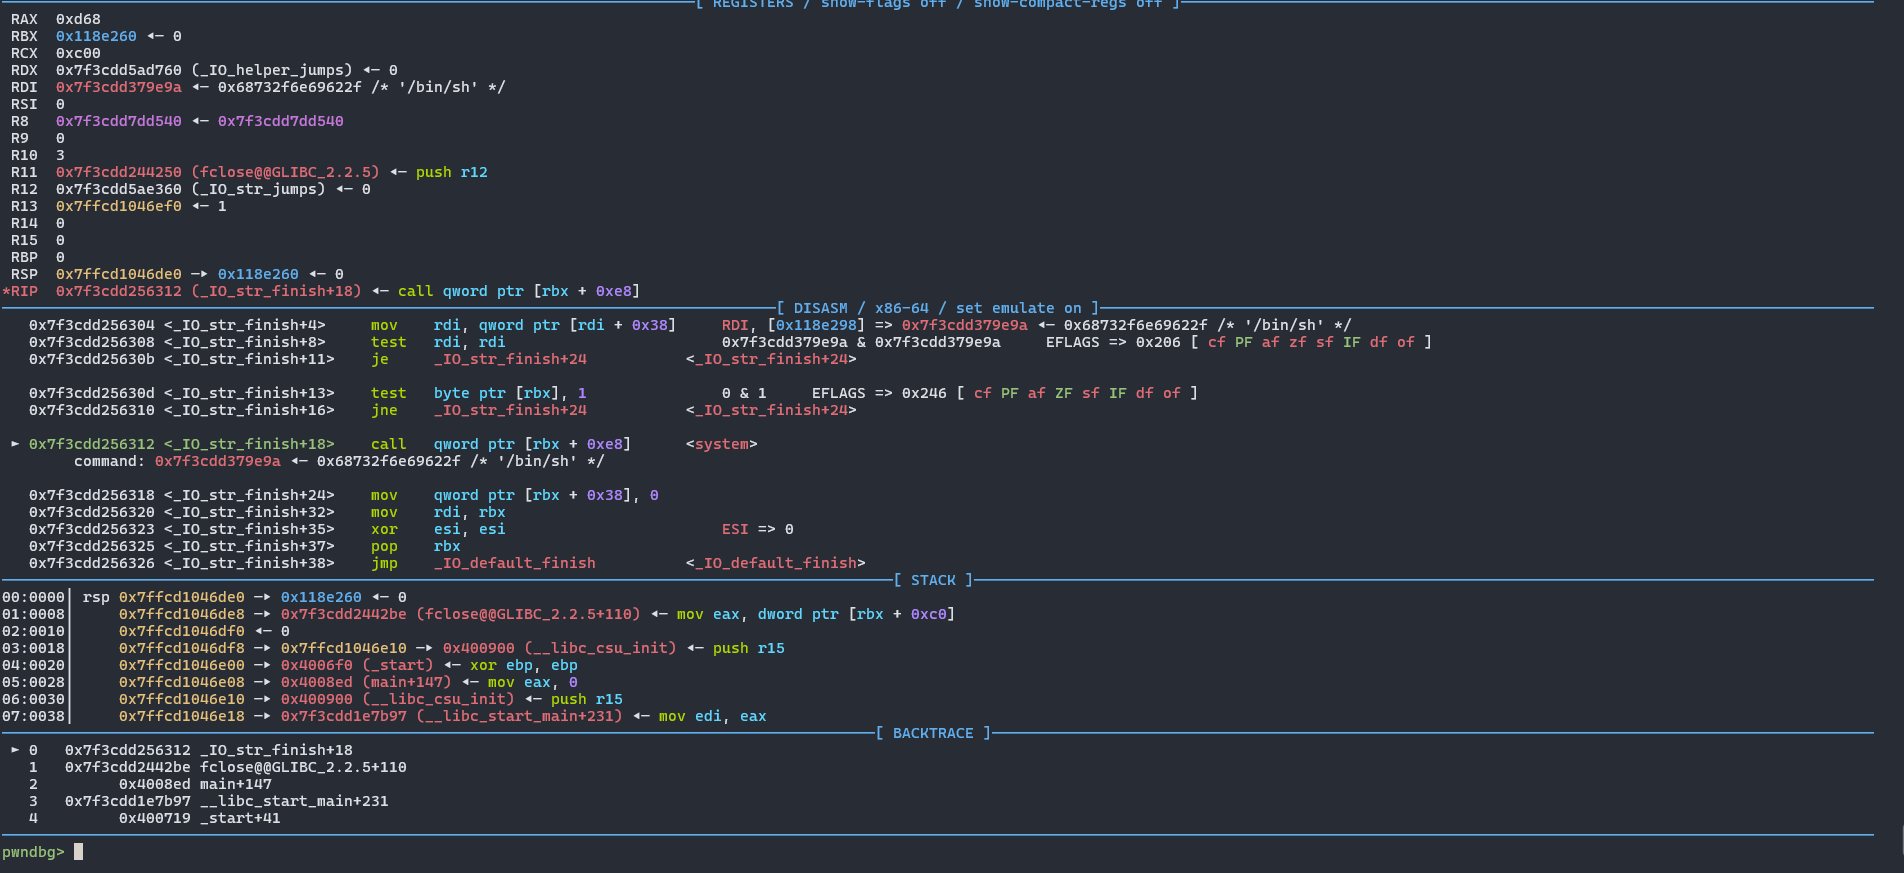 [ REGISTERS / show-flags off / show-compact-regs off ]
RAX  0xd68
RBX  0x118e260 ◂— 0
RCX  0xc00
RDX  0x7f3cdd5ad760 (_IO_helper_jumps) ◂— 0
RDI  0x7f3cdd379e9a ◂— 0x68732f6e69622f /* '/bin/sh' */
RSI  0
R8   0x7f3cdd7dd540 ◂— 0x7f3cdd7dd540
R9   0
R10  3
R11  0x7f3cdd244250 (fclose@@GLIBC_2.2.5) ◂— push r12
R12  0x7f3cdd5ae360 (_IO_str_jumps) ◂— 0
R13  0x7ffcd1046ef0 ◂— 1
R14  0
R15  0
RBP  0
RSP  0x7ffcd1046de0 —▸ 0x118e260 ◂— 0
*RIP  0x7f3cdd256312 (_IO_str_finish+18) ◂— call qword ptr [rbx + 0xe8]
[ DISASM / x86-64 / set emulate on ]
0x7f3cdd256304 <_IO_str_finish+4>    mov    rdi, qword ptr [rdi + 0x38]     RDI, [0x118e298] => 0x7f3cdd379e9a ◂— 0x68732f6e69622f /* '/bin/sh' */
0x7f3cdd256308 <_IO_str_finish+8>    test   rdi, rdi                        0x7f3cdd379e9a & 0x7f3cdd379e9a     EFLAGS => 0x206 [ cf PF af zf sf IF df of ]
0x7f3cdd25630b <_IO_str_finish+11>   je     _IO_str_finish+24           <_IO_str_finish+24>
0x7f3cdd25630d <_IO_str_finish+13>   test   byte ptr [rbx], 1               0 & 1     EFLAGS => 0x246 [ cf PF af ZF sf IF df of ]
0x7f3cdd256310 <_IO_str_finish+16>   jne    _IO_str_finish+24           <_IO_str_finish+24>
► 0x7f3cdd256312 <_IO_str_finish+18>   call   qword ptr [rbx + 0xe8]      <system>
command: 0x7f3cdd379e9a ◂— 0x68732f6e69622f /* '/bin/sh' */
0x7f3cdd256318 <_IO_str_finish+24>   mov    qword ptr [rbx + 0x38], 0
0x7f3cdd256320 <_IO_str_finish+32>   mov    rdi, rbx
0x7f3cdd256323 <_IO_str_finish+35>   xor    esi, esi                        ESI => 0
0x7f3cdd256325 <_IO_str_finish+37>   pop    rbx
0x7f3cdd256326 <_IO_str_finish+38>   jmp    _IO_default_finish          <_IO_default_finish>
[ STACK ]
00:0000│ rsp 0x7ffcd1046de0 —▸ 0x118e260 ◂— 0
01:0008│     0x7ffcd1046de8 —▸ 0x7f3cdd2442be (fclose@@GLIBC_2.2.5+110) ◂— mov eax, dword ptr [rbx + 0xc0]
02:0010│     0x7ffcd1046df0 ◂— 0
03:0018│     0x7ffcd1046df8 —▸ 0x7ffcd1046e10 —▸ 0x400900 (__libc_csu_init) ◂— push r15
04:0020│     0x7ffcd1046e00 —▸ 0x4006f0 (_start) ◂— xor ebp, ebp
05:0028│     0x7ffcd1046e08 —▸ 0x4008ed (main+147) ◂— mov eax, 0
06:0030│     0x7ffcd1046e10 —▸ 0x400900 (__libc_csu_init) ◂— push r15
07:0038│     0x7ffcd1046e18 —▸ 0x7f3cdd1e7b97 (__libc_start_main+231) ◂— mov edi, eax
[ BACKTRACE ]
► 0   0x7f3cdd256312 _IO_str_finish+18
1   0x7f3cdd2442be fclose@@GLIBC_2.2.5+110
2         0x4008ed main+147
3   0x7f3cdd1e7b97 __libc_start_main+231
4         0x400719 _start+41
pwndbg>